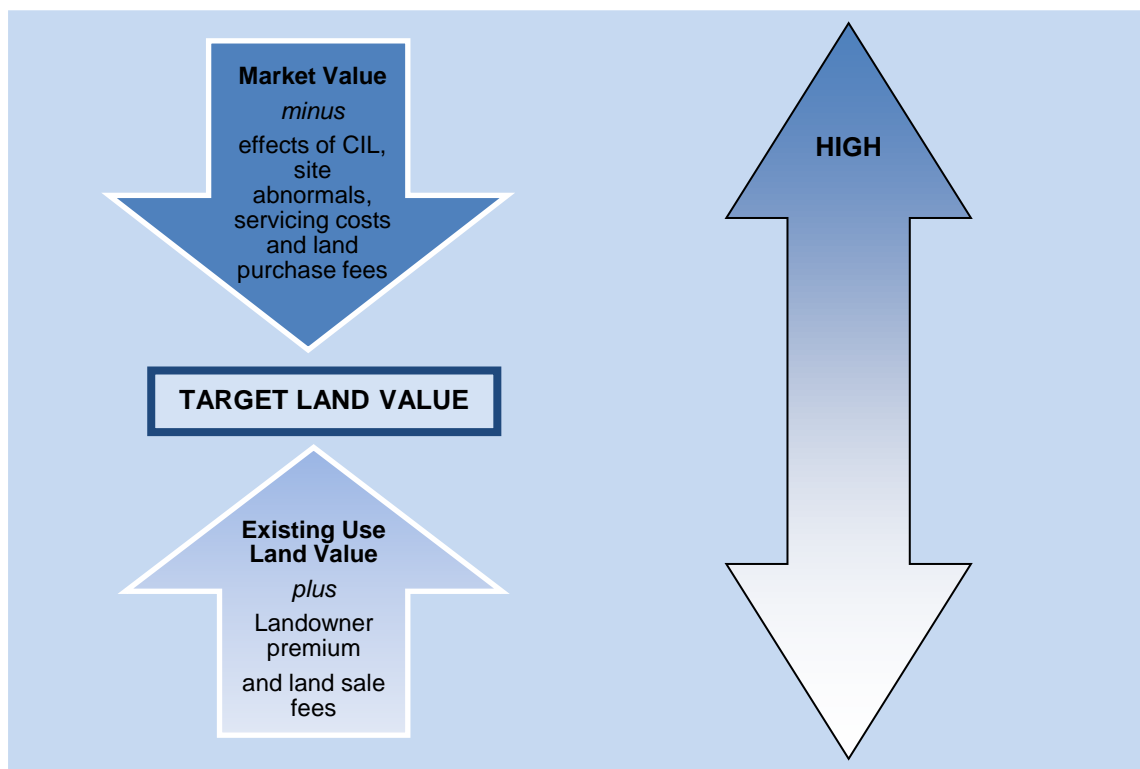 Market Value
minus
effects of CIL,
site
abnormals,
servicing costs
and land
purchase fees
HIGH
TARGET LAND VALUE
Existing Use
Land Value
plus
Landowner
premium
and land sale
fees